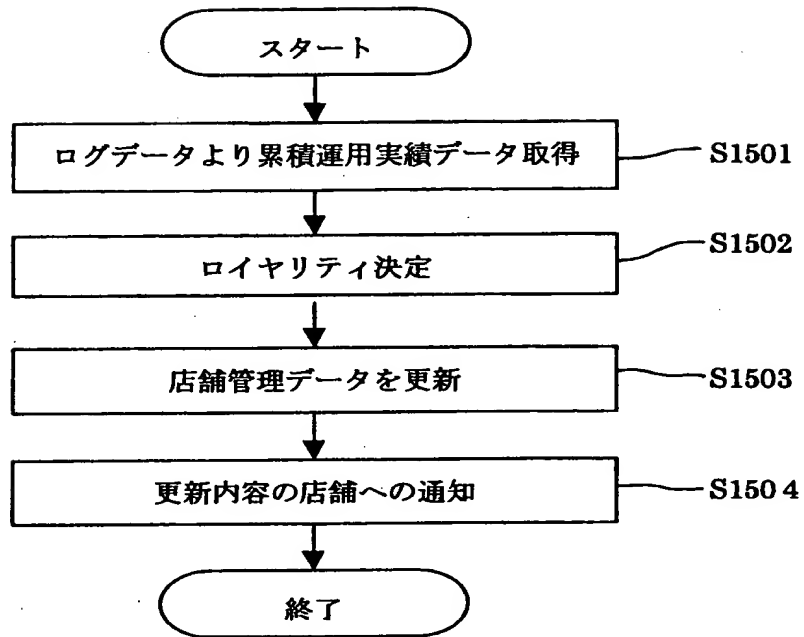 スタート
ログデータより累積運用実績データ取得
S1501
ロイヤリティ決定
S1502
店舗管理データを更新
S1503
更新内容の店舗への通知
S1504
終了